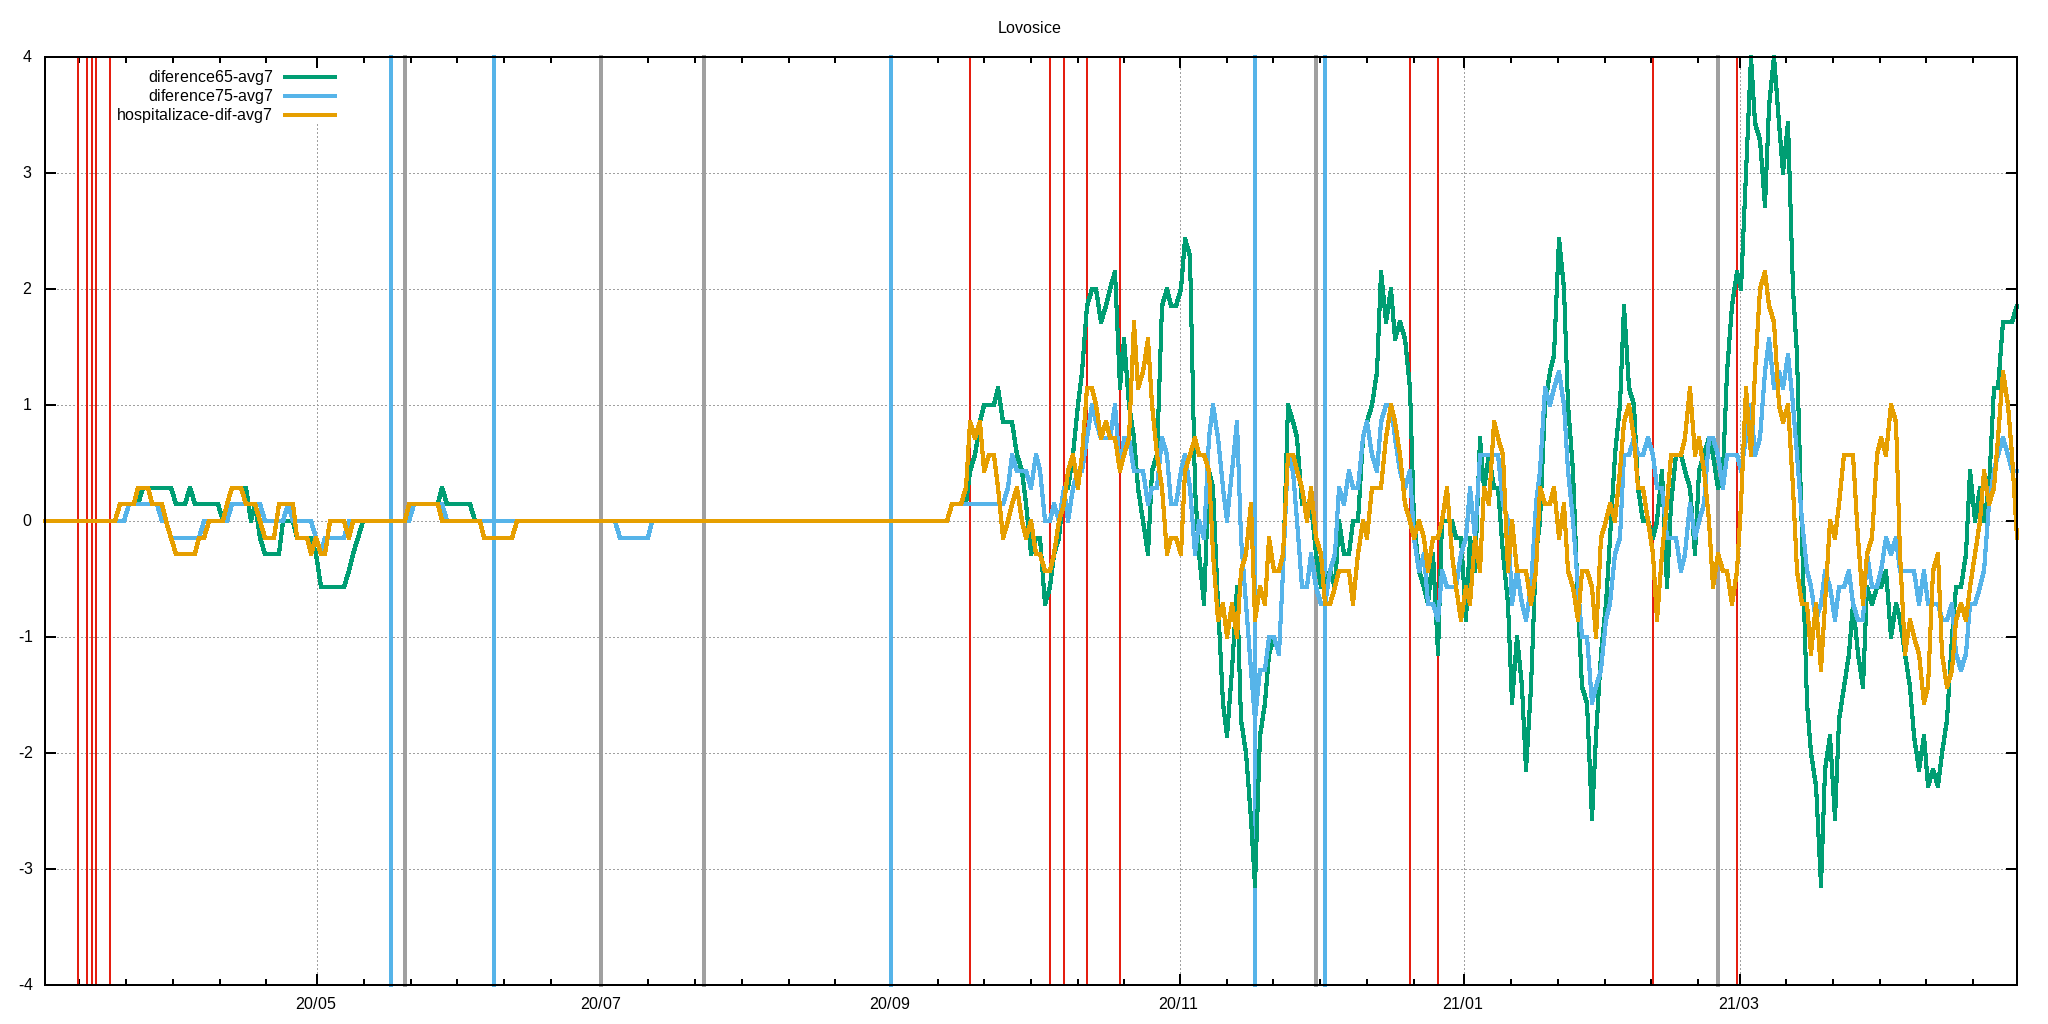 Lovosice
diference65-avg7
diference75-avg7
hospitalizace-dif-avg7
4
3
2
1
0
-1
-2
-3
-4
20/05 20/07 20/09 20/11 21/01 21/03